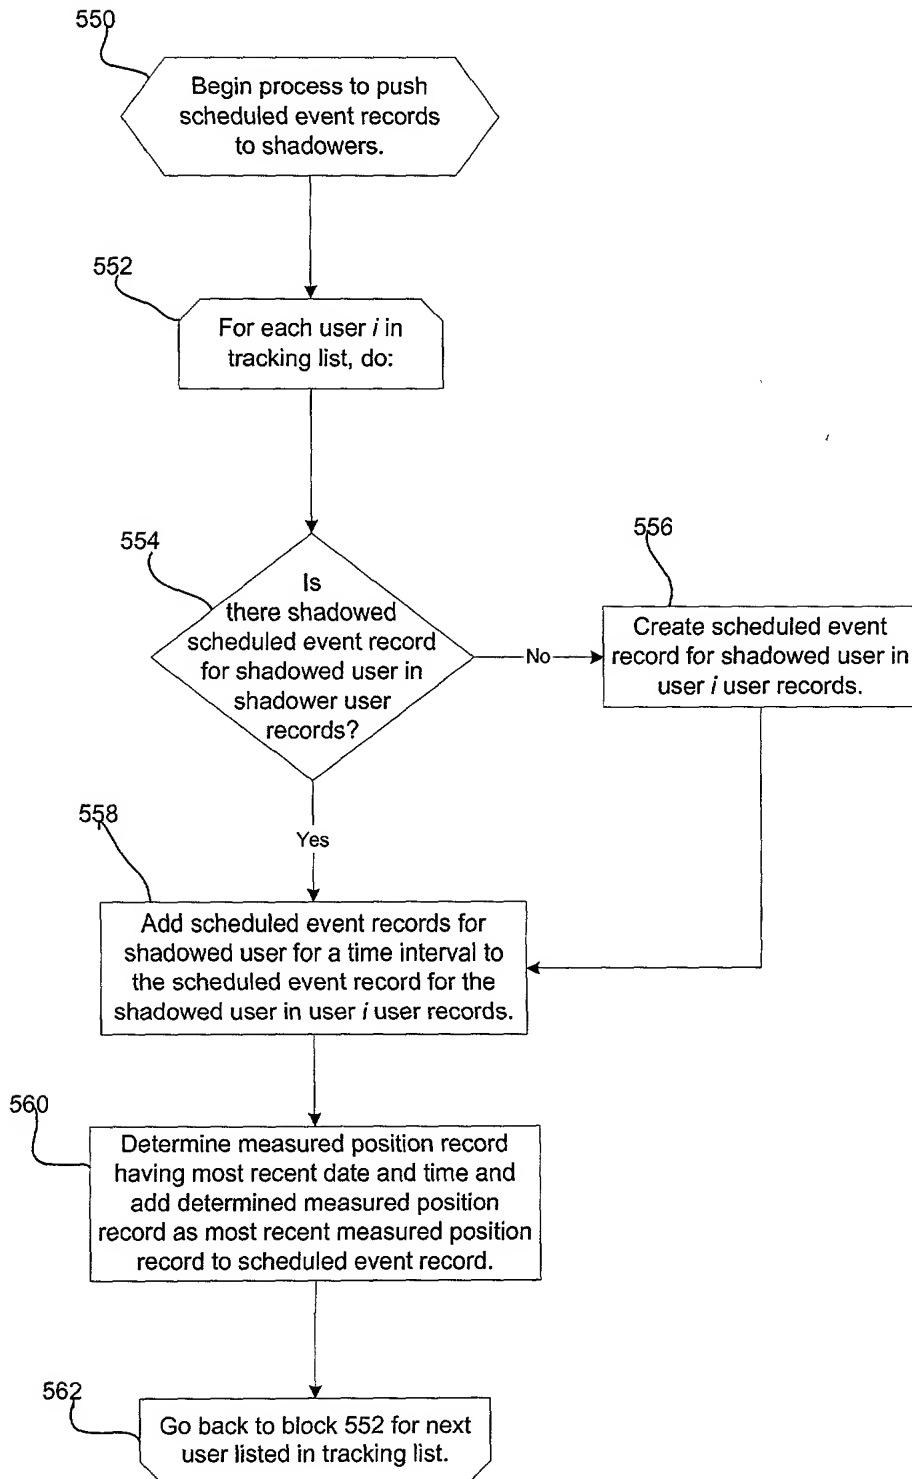 550
Begin process to push
scheduled event records
to shadowers.
552
For each user i in
tracking list, do:
554
Is
there shadowed
scheduled event record
for shadowed user in
shadower user
records?
No
556
Create scheduled event
record for shadowed user in
user i user records.
Yes
558
Add scheduled event records for
shadowed user for a time interval to
the scheduled event record for the
shadowed user in user i user records.
560
Determine measured position record
having most recent date and time and
add determined measured position
record as most recent measured position
record to scheduled event record.
562
Go back to block 552 for next
user listed in tracking list.